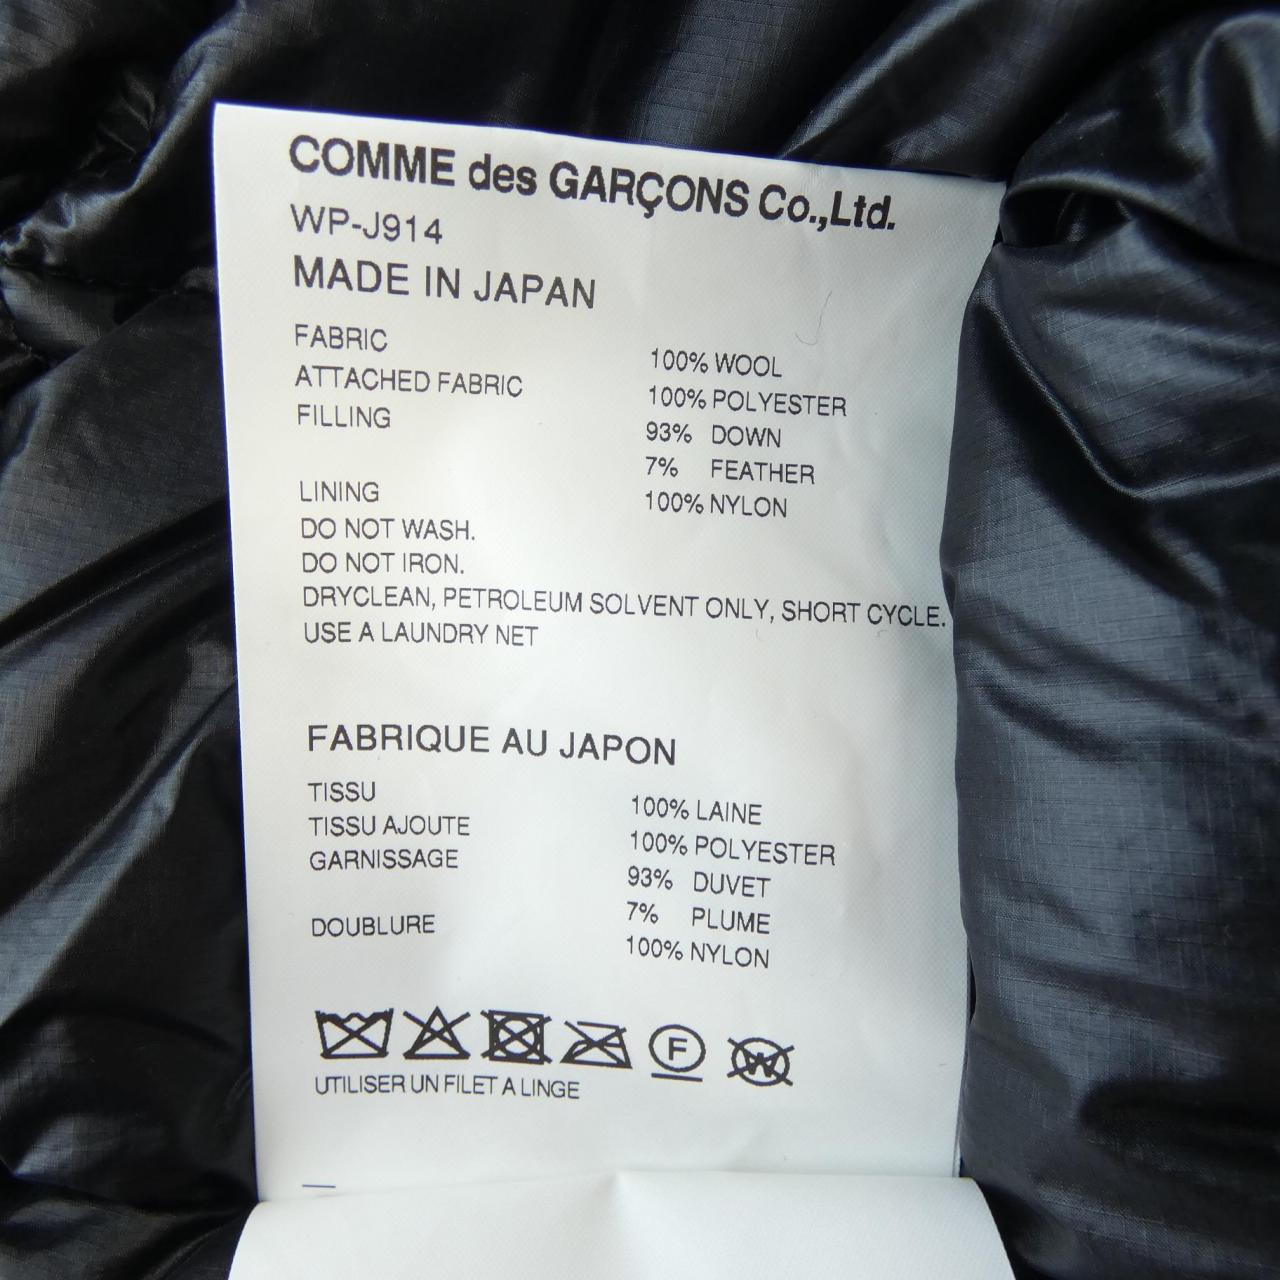 COMME des GARÇONS Co.,Ltd.
WP-J914
MADE IN JAPAN
FABRIC 100% WOOL
ATTACHED FABRIC 100% POLYESTER
FILLING 93% DOWN
7% FEATHER
LINING 100% NYLON
DO NOT WASH.
DO NOT IRON.
DRYCLEAN, PETROLEUM SOLVENT ONLY, SHORT CYCLE.
USE A LAUNDRY NET
FABRIQUE AU JAPON
TISSU 100% LAINE
TISSU AJOUTE 100% POLYESTER
GARNISSAGE 93% DUVET
7% PLUME
DOUBLURE 100% NYLON
F W
UTILISER UN FILET A LINGE